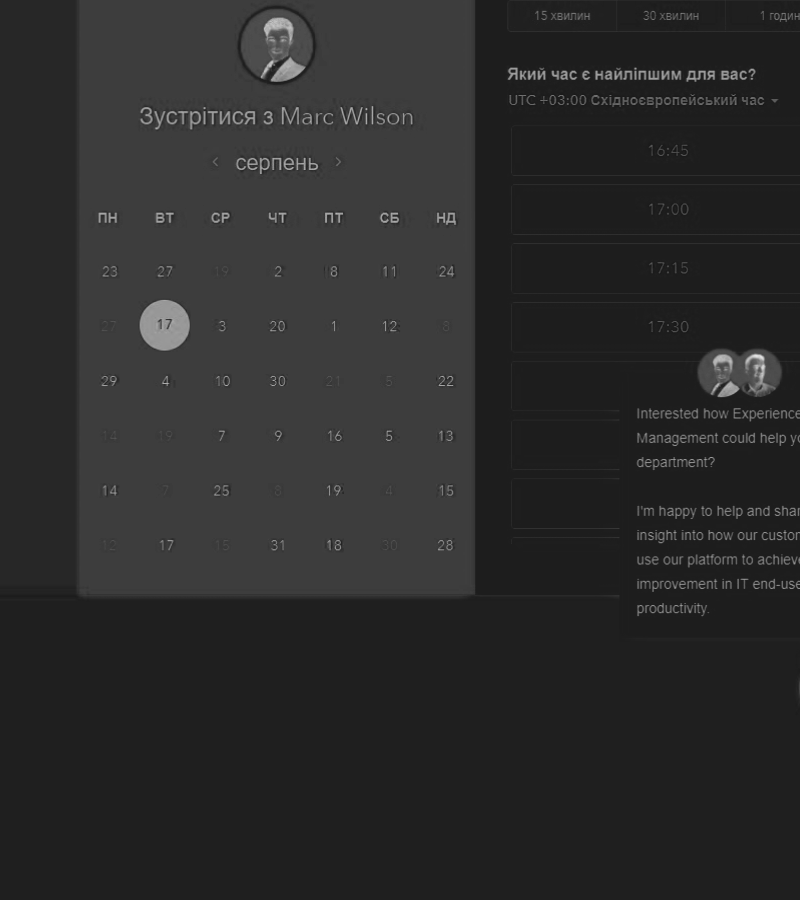 Зустрітися з Marc Wilson
‹ серпень ›
ПН ВТ СР ЧТ ПТ СБ НД
23 27 19 2 8 11 24
27 17 3 20 1 12 8
29 4 10 30 21 5 22
14 19 7 9 16 5 13
14 7 25 8 19 4 15
12 17 15 31 18 30 28
15 хвилин 30 хвилин 1 годин
Який час є найліпшим для вас?
UTC +03:00 Східноєвропейський час
16:45
17:00
17:15
17:30
Interested how Experience
Management could help yo
department?
I'm happy to help and shar
insight into how our custom
use our platform to achieve
improvement in IT end-use
productivity.